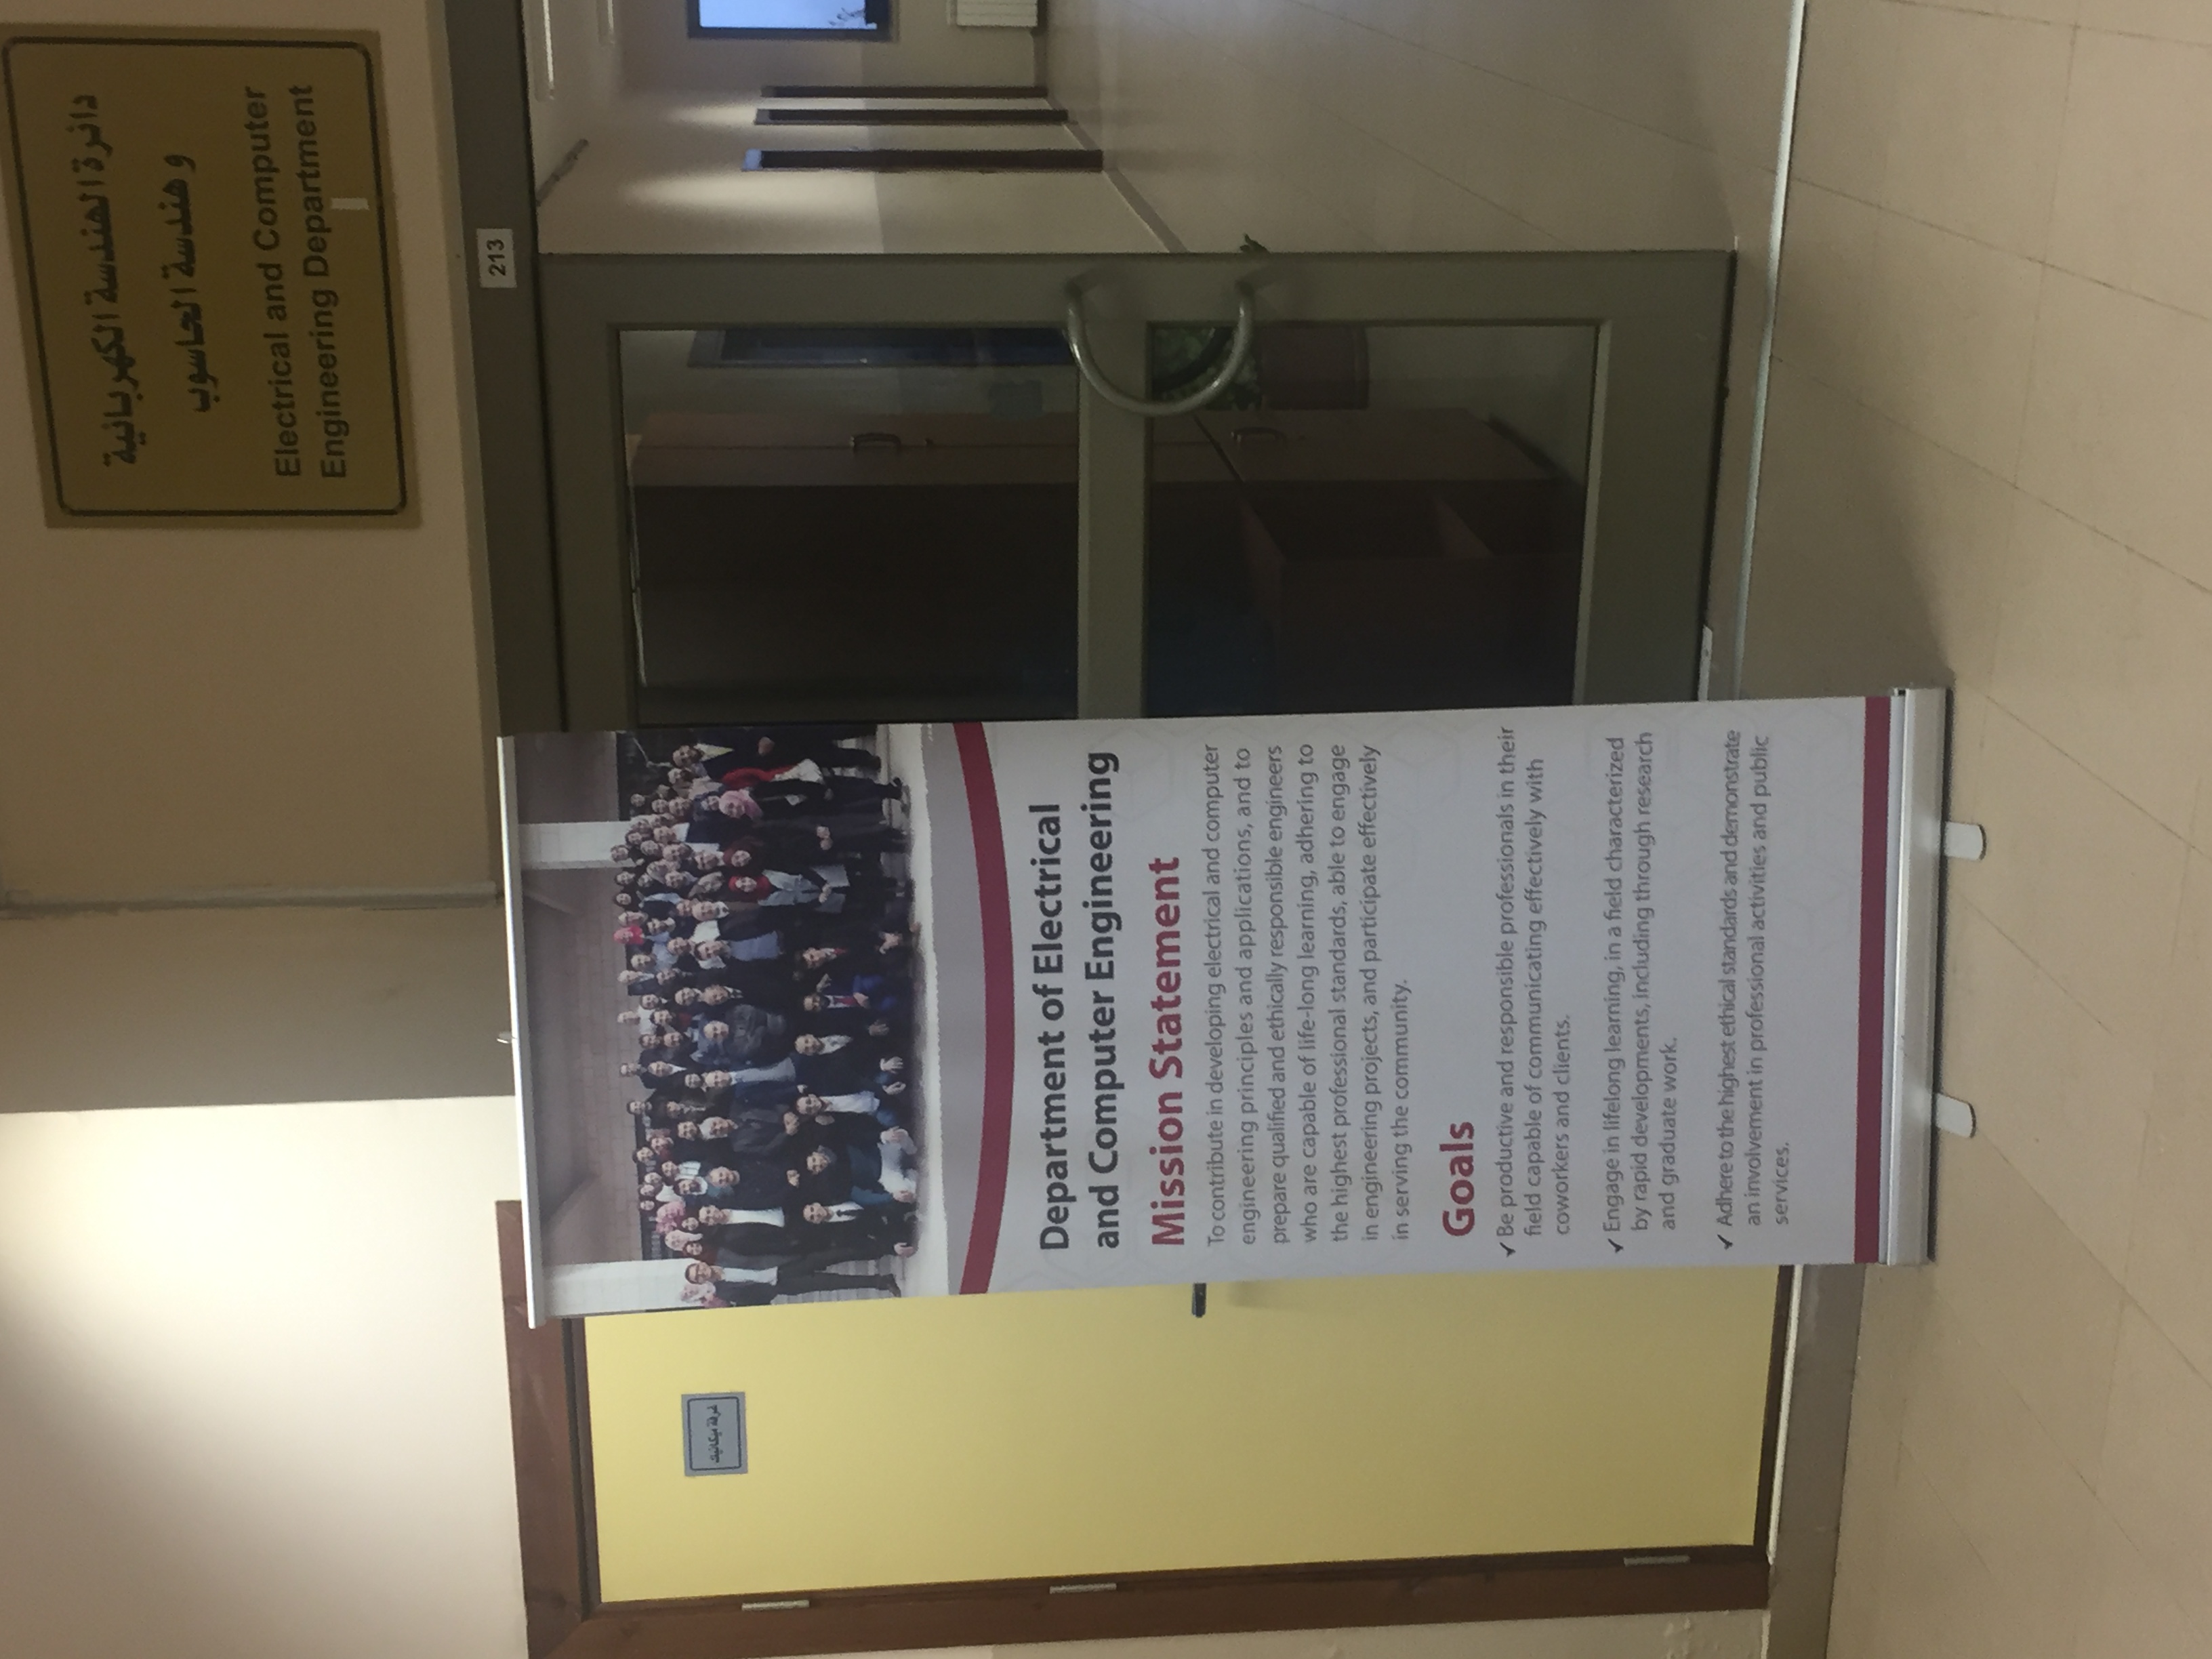 دائرة الهندسة الكهربائية
وهندسة الحاسوب
Electrical and Computer
Engineering Department
213
غرفة ميكانيك
Department of Electrical
and Computer Engineering
Mission Statement
To contribute in developing electrical and computer
engineering principles and applications, and to
prepare qualified and ethically responsible engineers
who are capable of life-long learning, adhering to
the highest professional standards, able to engage
in engineering projects, and participate effectively
in serving the community.
Goals
✓ Be productive and responsible professionals in their
field capable of communicating effectively with
coworkers and clients.
✓ Engage in lifelong learning, in a field characterized
by rapid developments, including through research
and graduate work.
✓ Adhere to the highest ethical standards and demonstrate
an involvement in professional activities and public
services.